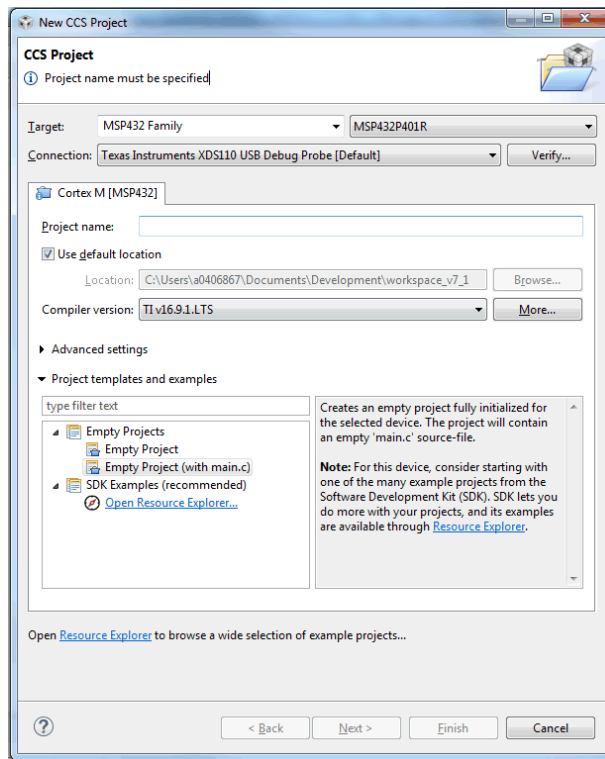 New CCS Project
CCS Project
Project name must be specified
Target: MSP432 Family MSP432P401R
Connection: Texas Instruments XDS110 USB Debug Probe [Default] Verify...
Cortex M [MSP432]
Project name:
Use default location
Location: C:\Users\a0406867\Documents\Development\workspace_v7_1 Browse...
Compiler version: TI v16.9.1.LTS More...
Advanced settings
Project templates and examples
type filter text
Empty Projects
Empty Project
Empty Project (with main.c)
SDK Examples (recommended)
Open Resource Explorer...
Creates an empty project fully initialized for
the selected device. The project will contain
an empty 'main.c' source-file.
Note: For this device, consider starting with
one of the many example projects from the
Software Development Kit (SDK). SDK lets you
do more with your projects, and its examples
are available through Resource Explorer.
Open Resource Explorer to browse a wide selection of example projects...
? < Back Next > Finish Cancel